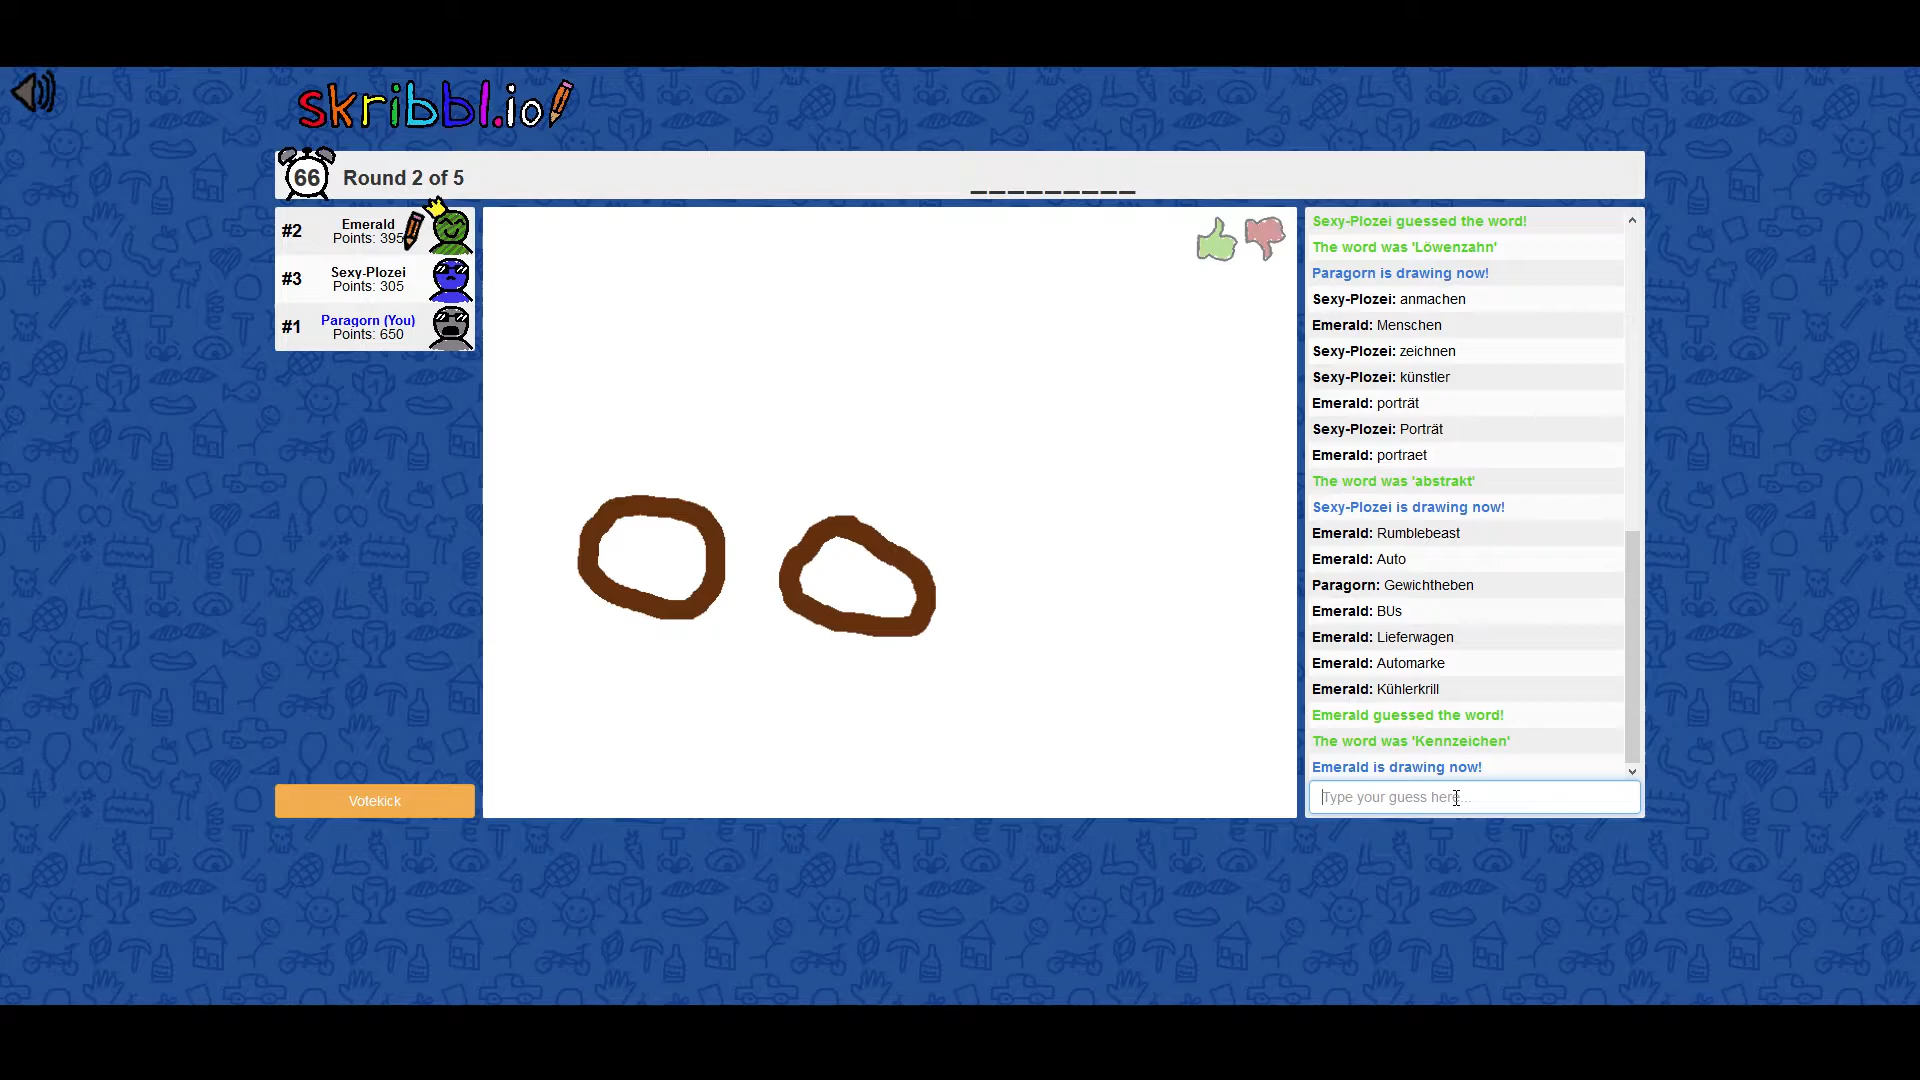 skribbl.io
66 Round 2 of 5 _________
#2 Emerald
Points: 395
#3 Sexy-Plozei
Points: 305
#1 Paragorn (You)
Points: 650
Votekick
Sexy-Plozei guessed the word!
The word was 'Löwenzahn'
Paragorn is drawing now!
Sexy-Plozei: anmachen
Emerald: Menschen
Sexy-Plozei: zeichnen
Sexy-Plozei: künstler
Emerald: porträt
Sexy-Plozei: Porträt
Emerald: portraet
The word was 'abstrakt'
Sexy-Plozei is drawing now!
Emerald: Rumblebeast
Emerald: Auto
Paragorn: Gewichtheben
Emerald: BUs
Emerald: Lieferwagen
Emerald: Automarke
Emerald: Kühlerkrill
Emerald guessed the word!
The word was 'Kennzeichen'
Emerald is drawing now!
Type your guess here...